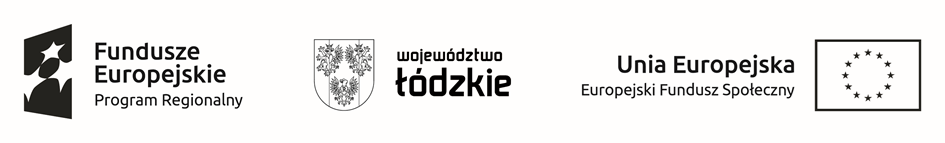 Fundusze
Europejskie
Program Regionalny
województwo
łódzkie
Unia Europejska
Europejski Fundusz Społeczny